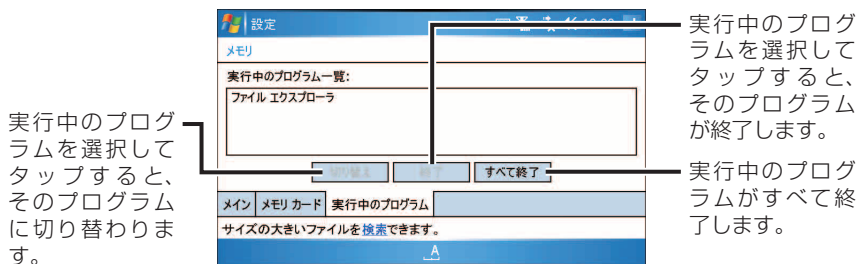 設定
メモリ
実行中のプログラム一覧:
ファイル エクスプローラ
切り替え 終了 すべて終了
メイン メモリ カード 実行中のプログラム
サイズの大きいファイルを検索できます。
A
実行中のプログ
ラムを選択して
タップすると、
そのプログラム
に切り替わりま
す。
実行中のプログ
ラムを選択して
タップすると、
そのプログラム
が終了します。
実行中のプログ
ラムがすべて終
了します。